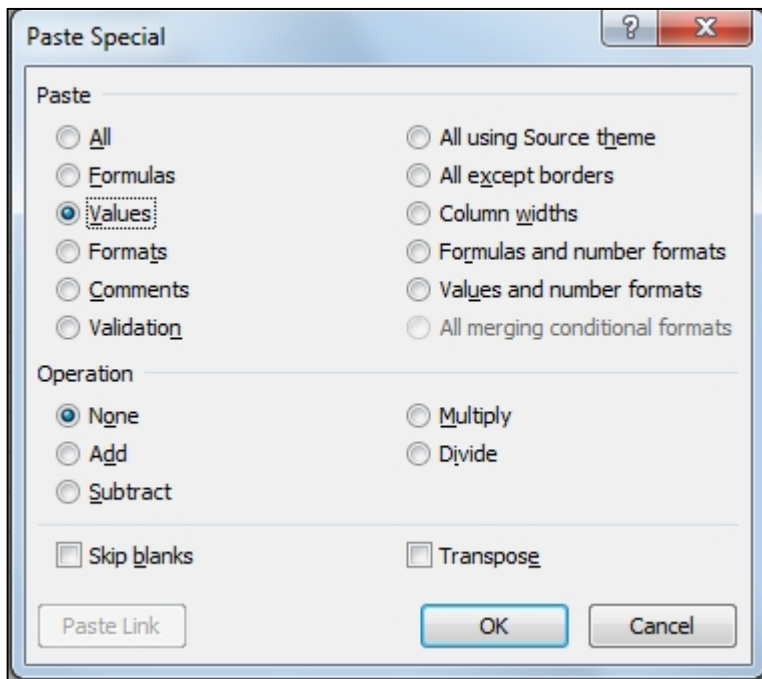 Paste Special
Paste
All
All using Source theme
Formulas
All except borders
Values
Column widths
Formats
Formulas and number formats
Comments
Values and number formats
Validation
All merging conditional formats
Operation
None
Multiply
Add
Divide
Subtract
Skip blanks
Transpose
Paste Link
OK
Cancel